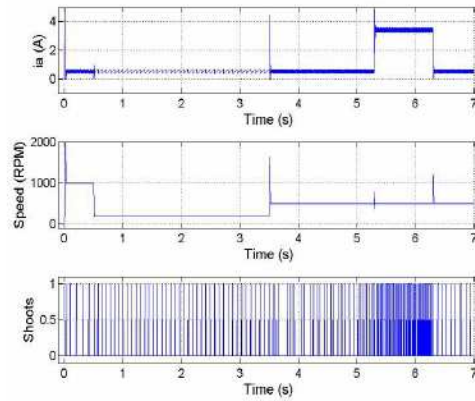 ia (A)
4
2
0
0 1 2 3 4 5 6 7
Time (s)
Speed (RPM)
2000
1000
0
0 1 2 3 4 5 6 7
Time (s)
Shoots
1
0.5
0
0 1 2 3 4 5 6 7
Time (s)